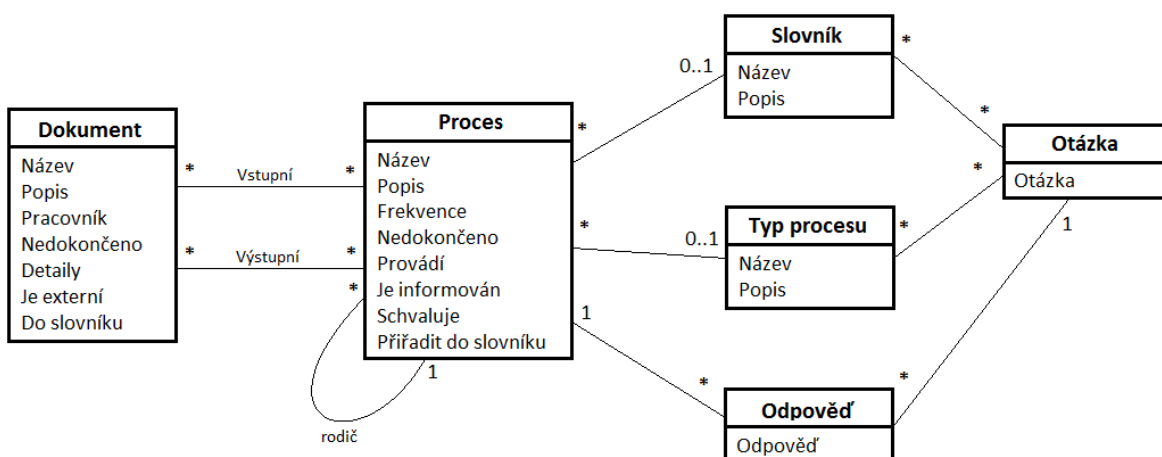 Dokument
Název
Popis
Pracovník
Nedokončeno
Detaily
Je externí
Do slovníku
*
Vstupní
*
*
Výstupní
*
Proces
Název
Popis
Frekvence
Nedokončeno
Provádí
Je informován
Schvaluje
Přiřadit do slovníku
*
1
rodič
*
0..1
*
0..1
1
*
Slovník
Název
Popis
*
*
Typ procesu
Název
Popis
*
*
Odpověď
Odpověď
*
1
Otázka
Otázka